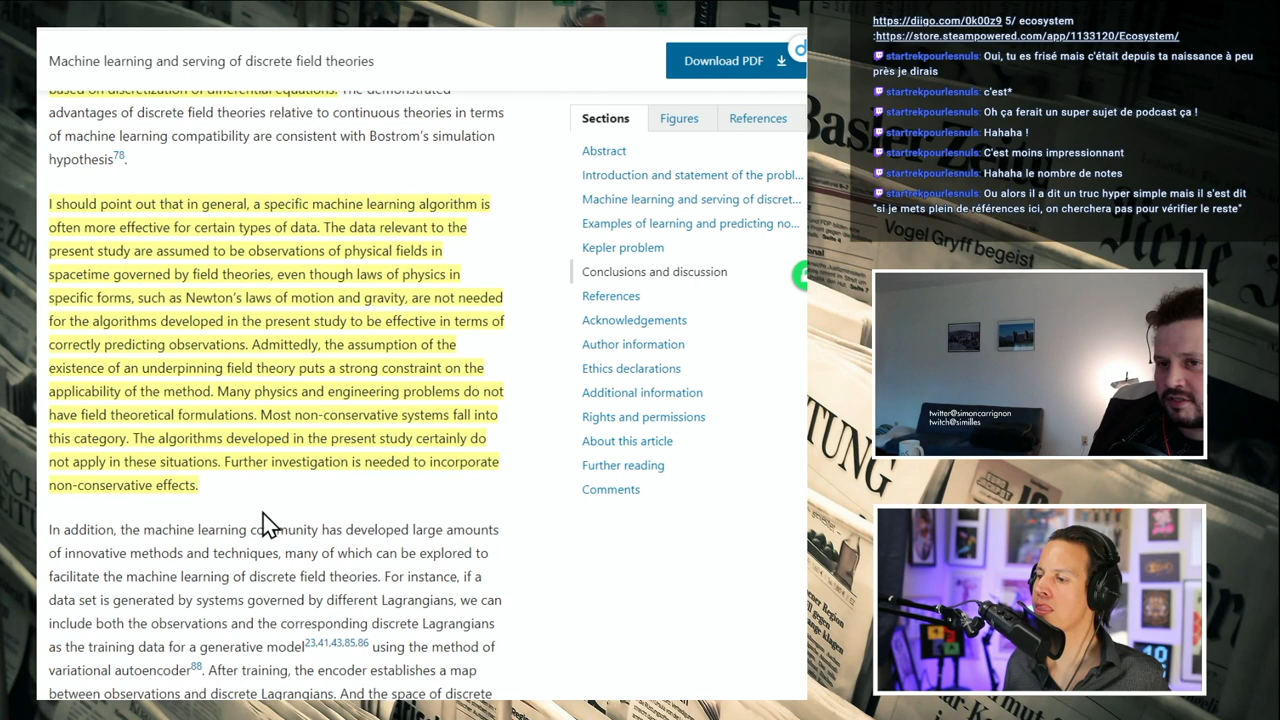 Machine learning and serving of discrete field theories
Download PDF
based on discretization of differential equations. The demonstrated
advantages of discrete field theories relative to continuous theories in terms
of machine learning compatibility are consistent with Bostrom's simulation
hypothesis78.
I should point out that in general, a specific machine learning algorithm is
often more effective for certain types of data. The data relevant to the
present study are assumed to be observations of physical fields in
spacetime governed by field theories, even though laws of physics in
specific forms, such as Newton's laws of motion and gravity, are not needed
for the algorithms developed in the present study to be effective in terms of
correctly predicting observations. Admittedly, the assumption of the
existence of an underpinning field theory puts a strong constraint on the
applicability of the method. Many physics and engineering problems do not
have field theoretical formulations. Most non-conservative systems fall into
this category. The algorithms developed in the present study certainly do
not apply in these situations. Further investigation is needed to incorporate
non-conservative effects.
In addition, the machine learning community has developed large amounts
of innovative methods and techniques, many of which can be explored to
facilitate the machine learning of discrete field theories. For instance, if a
data set is generated by systems governed by different Lagrangians, we can
include both the observations and the corresponding discrete Lagrangians
as the training data for a generative model23,41,43,85,86 using the method of
variational autoencoder88. After training, the encoder establishes a map
between observations and discrete Lagrangians. And the space of discrete
Sections
Figures
References
Abstract
Introduction and statement of the probl...
Machine learning and serving of discret...
Examples of learning and predicting no...
Kepler problem
Conclusions and discussion
References
Acknowledgements
Author information
Ethics declarations
Additional information
Rights and permissions
About this article
Further reading
Comments
https://diigo.com/0k00z9 5/ ecosystem
:https://store.steampowered.com/app/1133120/Ecosystem/
startrekpourlesnuls: Oui, tu es frisé mais c'était depuis ta naissance à peu
près je dirais
startrekpourlesnuls: c'est*
startrekpourlesnuls: Oh ça ferait un super sujet de podcast ça !
startrekpourlesnuls: Hahaha !
startrekpourlesnuls: C'est moins impressionnant
startrekpourlesnuls: Hahaha le nombre de notes
startrekpourlesnuls: Ou alors il a dit un truc hyper simple mais il s'est dit
"si je mets plein de références ici, on cherchera pas pour vérifier le reste"
Vogel Gryff begeist
twitter@simoncarrignon
twitch@similles